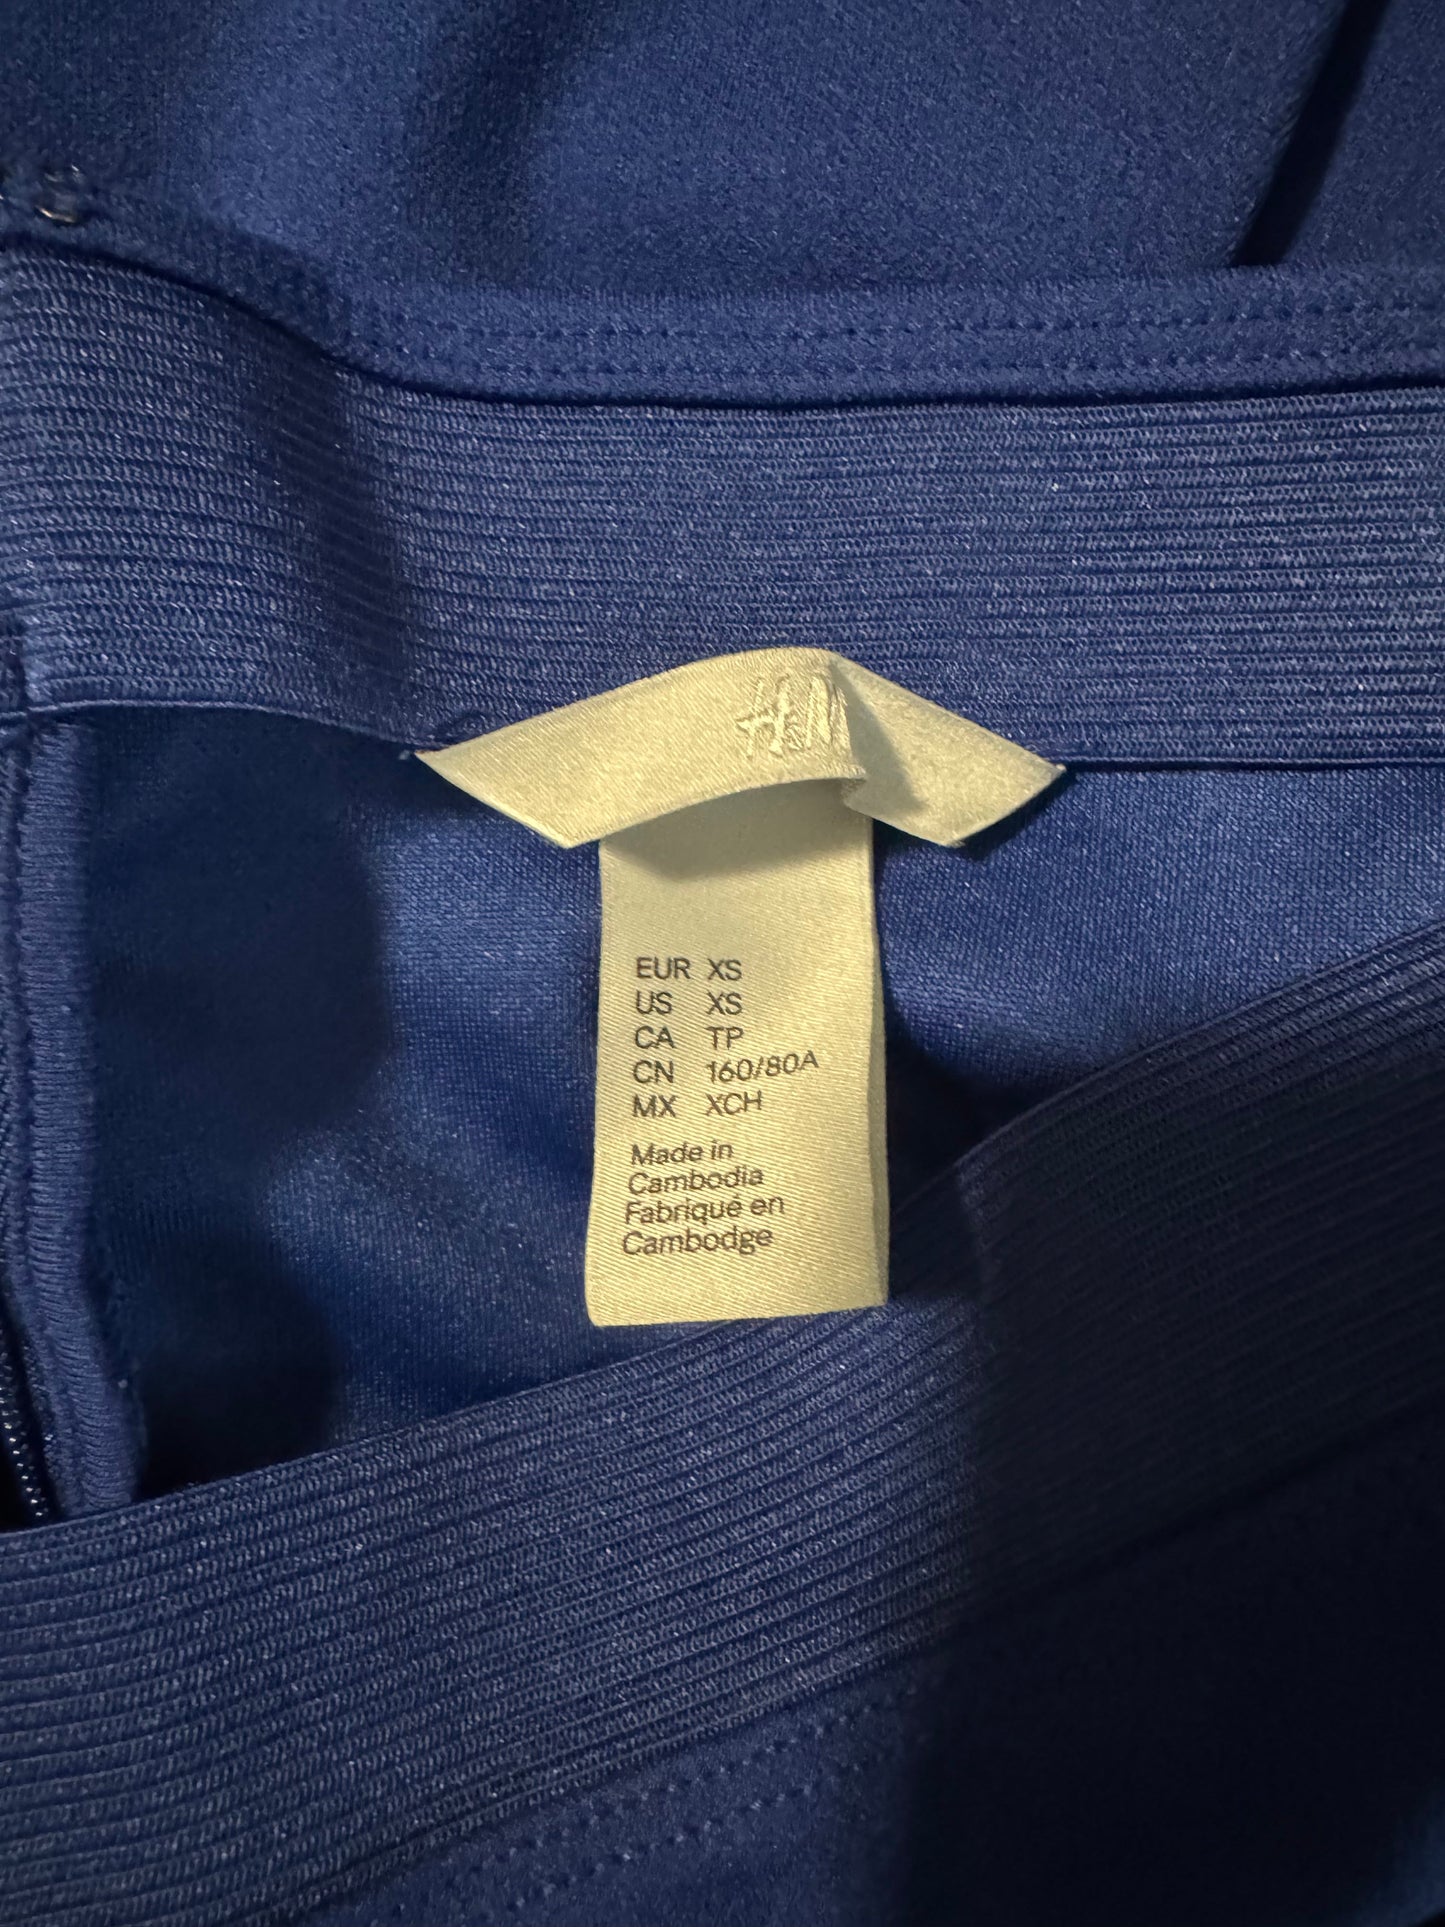 H&M
EUR XS
US XS
CA TP
CN 160/80A
MX XCH
Made in
Cambodia
Fabriqué en
Cambodge